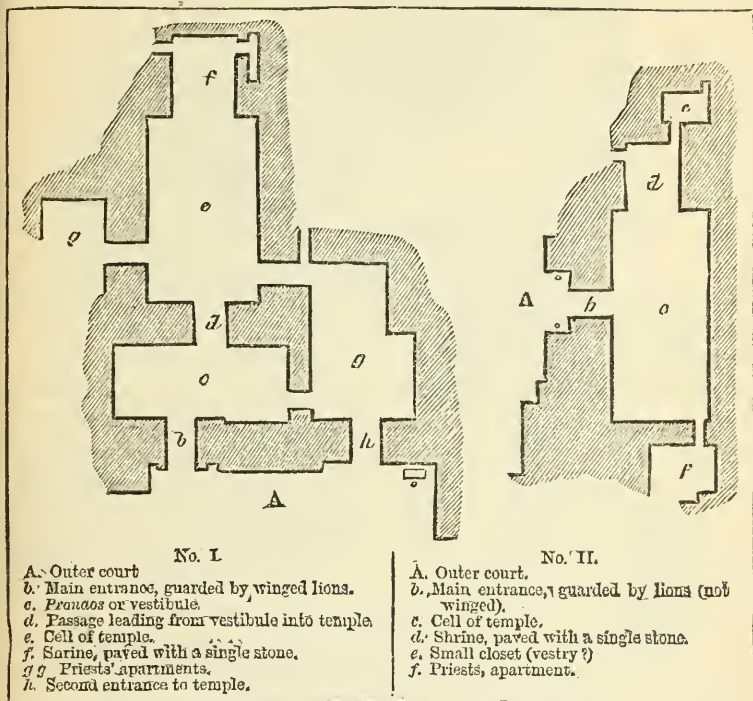 f
e
g
d
c
g
b
h
A
e
d
A
b
c
f
No. I.
A. Outer court
b. Main entrance, guarded by winged lions.
c. Pronaos or vestibule.
d. Passage leading from vestibule into temple.
e. Cell of temple.
f. Surine, paved with a single stone.
g g Priests' apartments.
h. Second entrance to temple.
No. II.
A. Outer court.
b. Main entrance, guarded by lions (not
winged).
c. Cell of temple.
d. Shrine, paved with a single stone.
e. Small closet (vestry?)
f. Priests, apartment.